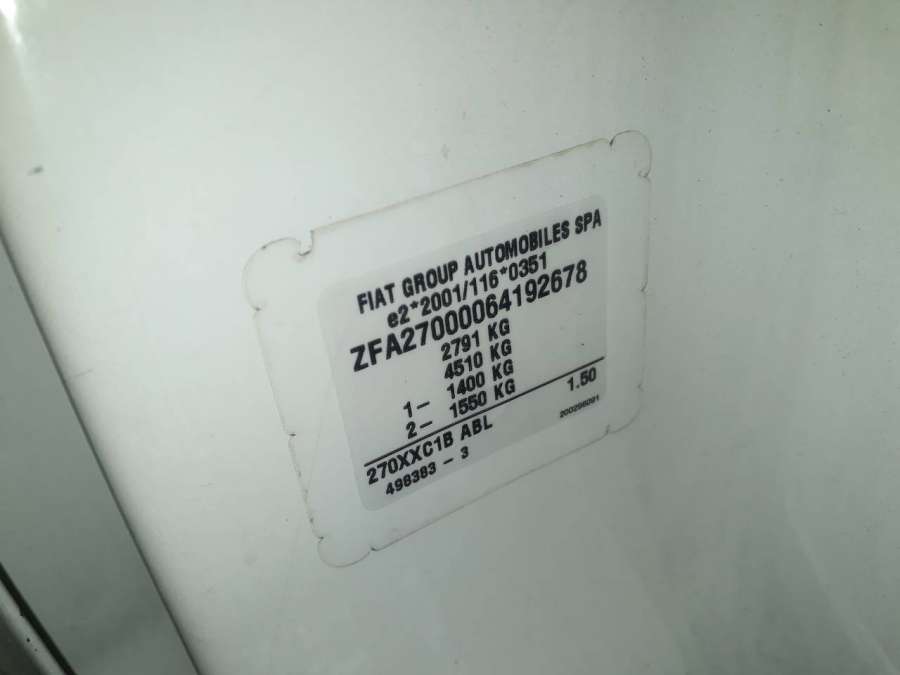 FIAT GROUP AUTOMOBILES SPA
e2*2001/116*0351
ZFA27000064192678
2791 KG
4510 KG
1- 1400 KG
2- 1550 KG
1.50
270XXC1B ABL
200296091
498383 - 3